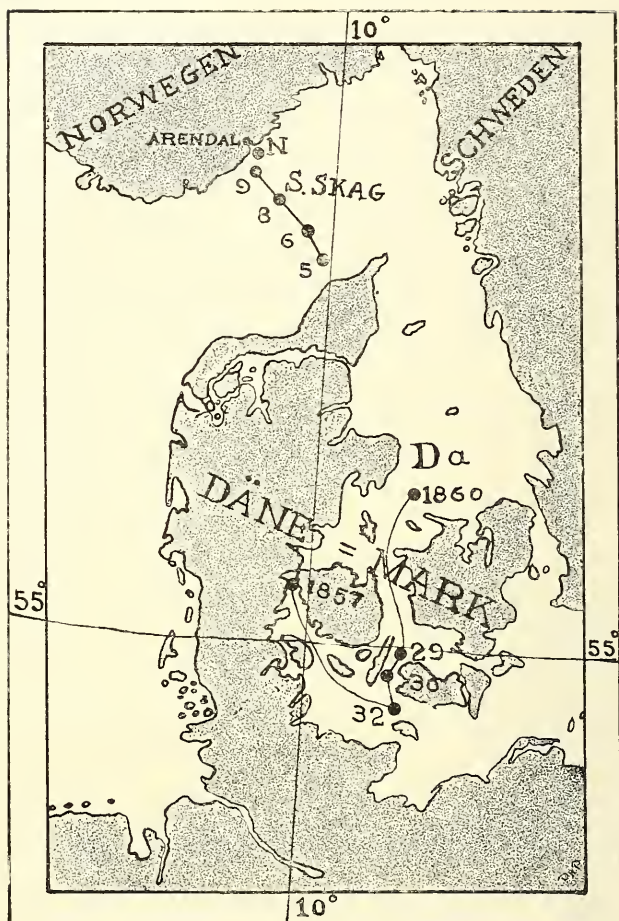 10°
NORWEGEN
SCHWEDEN
ARENDAL
N
9
S. SKAG
8
6
5
Da
1860
DÄNE=
MARK
1857
55°
29
55°
30
32
10°